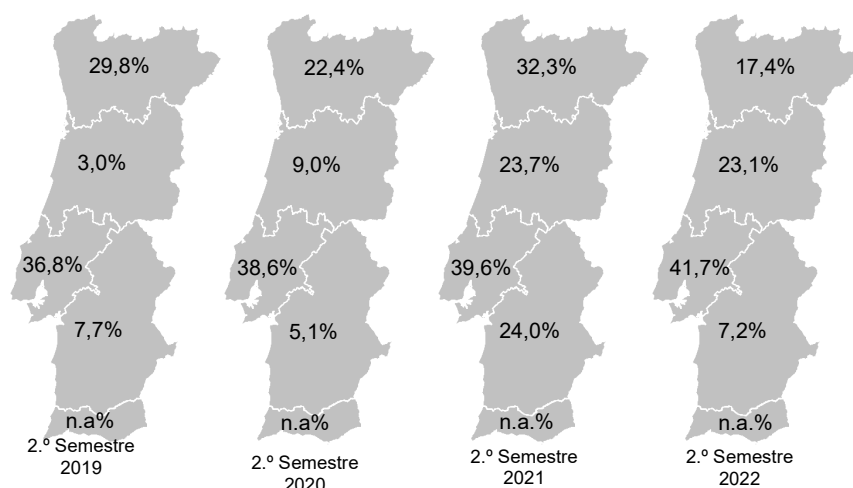 29,8%
3,0%
36,8%
7,7%
n.a%
2.º Semestre
2019
22,4%
9,0%
38,6%
5,1%
n.a%
2.º Semestre
2020
32,3%
23,7%
39,6%
24,0%
n.a.%
2.º Semestre
2021
17,4%
23,1%
41,7%
7,2%
n.a.%
2.º Semestre
2022